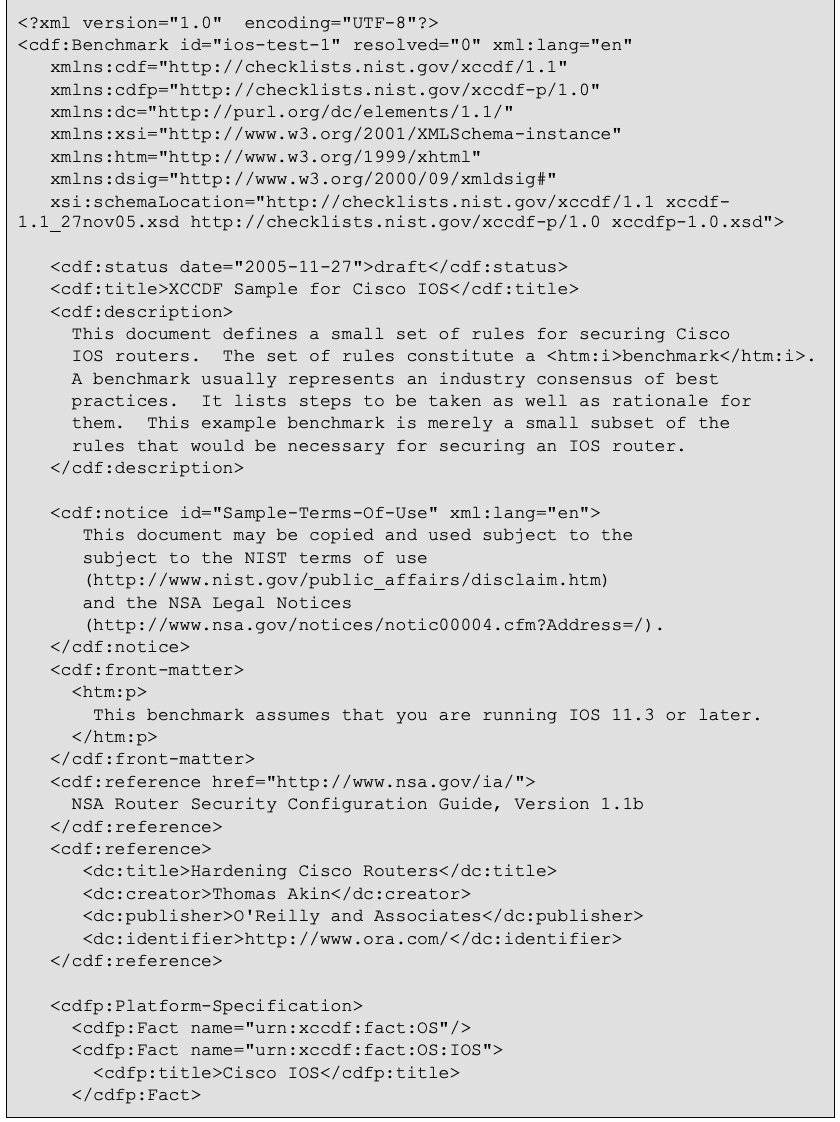 <?xml version="1.0"  encoding="UTF-8"?>
<cdf:Benchmark id="ios-test-1" resolved="0" xml:lang="en"
   xmlns:cdf="http://checklists.nist.gov/xccdf/1.1"
   xmlns:cdfp="http://checklists.nist.gov/xccdf-p/1.0"
   xmlns:dc="http://purl.org/dc/elements/1.1/"
   xmlns:xsi="http://www.w3.org/2001/XMLSchema-instance"
   xmlns:htm="http://www.w3.org/1999/xhtml"
   xmlns:dsig="http://www.w3.org/2000/09/xmldsig#"
   xsi:schemaLocation="http://checklists.nist.gov/xccdf/1.1 xccdf-
1.1_27nov05.xsd http://checklists.nist.gov/xccdf-p/1.0 xccdfp-1.0.xsd">

   <cdf:status date="2005-11-27">draft</cdf:status>
   <cdf:title>XCCDF Sample for Cisco IOS</cdf:title>
   <cdf:description>
     This document defines a small set of rules for securing Cisco
     IOS routers.  The set of rules constitute a <htm:i>benchmark</htm:i>.
     A benchmark usually represents an industry consensus of best
     practices.  It lists steps to be taken as well as rationale for
     them.  This example benchmark is merely a small subset of the
     rules that would be necessary for securing an IOS router.
   </cdf:description>

   <cdf:notice id="Sample-Terms-Of-Use" xml:lang="en">
      This document may be copied and used subject to the
      subject to the NIST terms of use
      (http://www.nist.gov/public_affairs/disclaim.htm)
      and the NSA Legal Notices
      (http://www.nsa.gov/notices/notic00004.cfm?Address=/).
   </cdf:notice>
   <cdf:front-matter>
     <htm:p>
       This benchmark assumes that you are running IOS 11.3 or later.
     </htm:p>
   </cdf:front-matter>
   <cdf:reference href="http://www.nsa.gov/ia/">
     NSA Router Security Configuration Guide, Version 1.1b
   </cdf:reference>
   <cdf:reference>
      <dc:title>Hardening Cisco Routers</dc:title>
      <dc:creator>Thomas Akin</dc:creator>
      <dc:publisher>O'Reilly and Associates</dc:publisher>
      <dc:identifier>http://www.ora.com/</dc:identifier>
   </cdf:reference>

   <cdfp:Platform-Specification>
     <cdfp:Fact name="urn:xccdf:fact:OS"/>
     <cdfp:Fact name="urn:xccdf:fact:OS:IOS">
       <cdfp:title>Cisco IOS</cdfp:title>
     </cdfp:Fact>